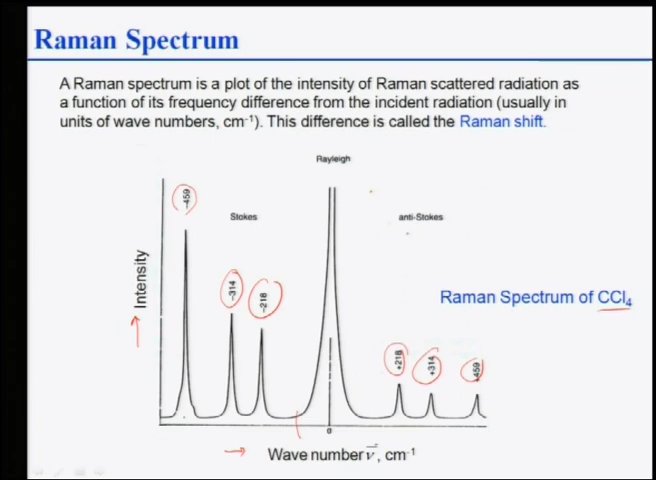 Raman Spectrum
A Raman spectrum is a plot of the intensity of Raman scattered radiation as
a function of its frequency difference from the incident radiation (usually in
units of wave numbers, cm⁻¹). This difference is called the Raman shift.
Rayleigh
-459
Stokes
anti-Stokes
-314
-218
Intensity
Raman Spectrum of CCl₄
+218
+314
+459
Wave number ν̄, cm⁻¹